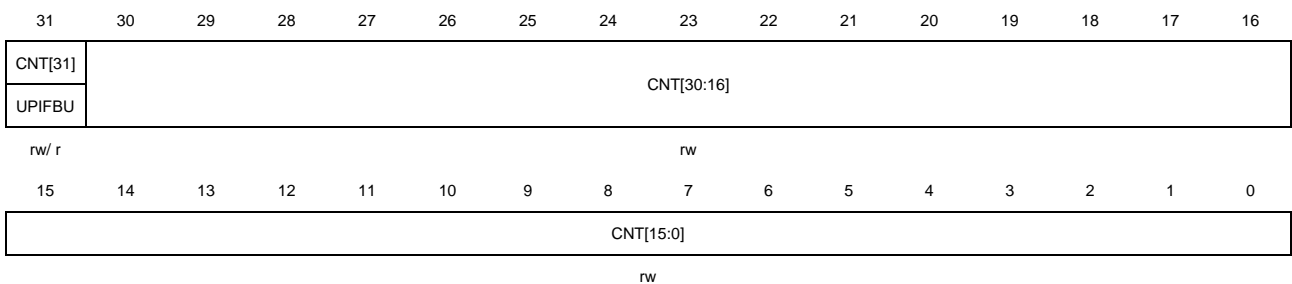 31 30 29 28 27 26 25 24 23 22 21 20 19 18 17 16
CNT[31]
CNT[30:16]
UPIFBU
rw/ r rw
15 14 13 12 11 10 9 8 7 6 5 4 3 2 1 0
CNT[15:0]
rw